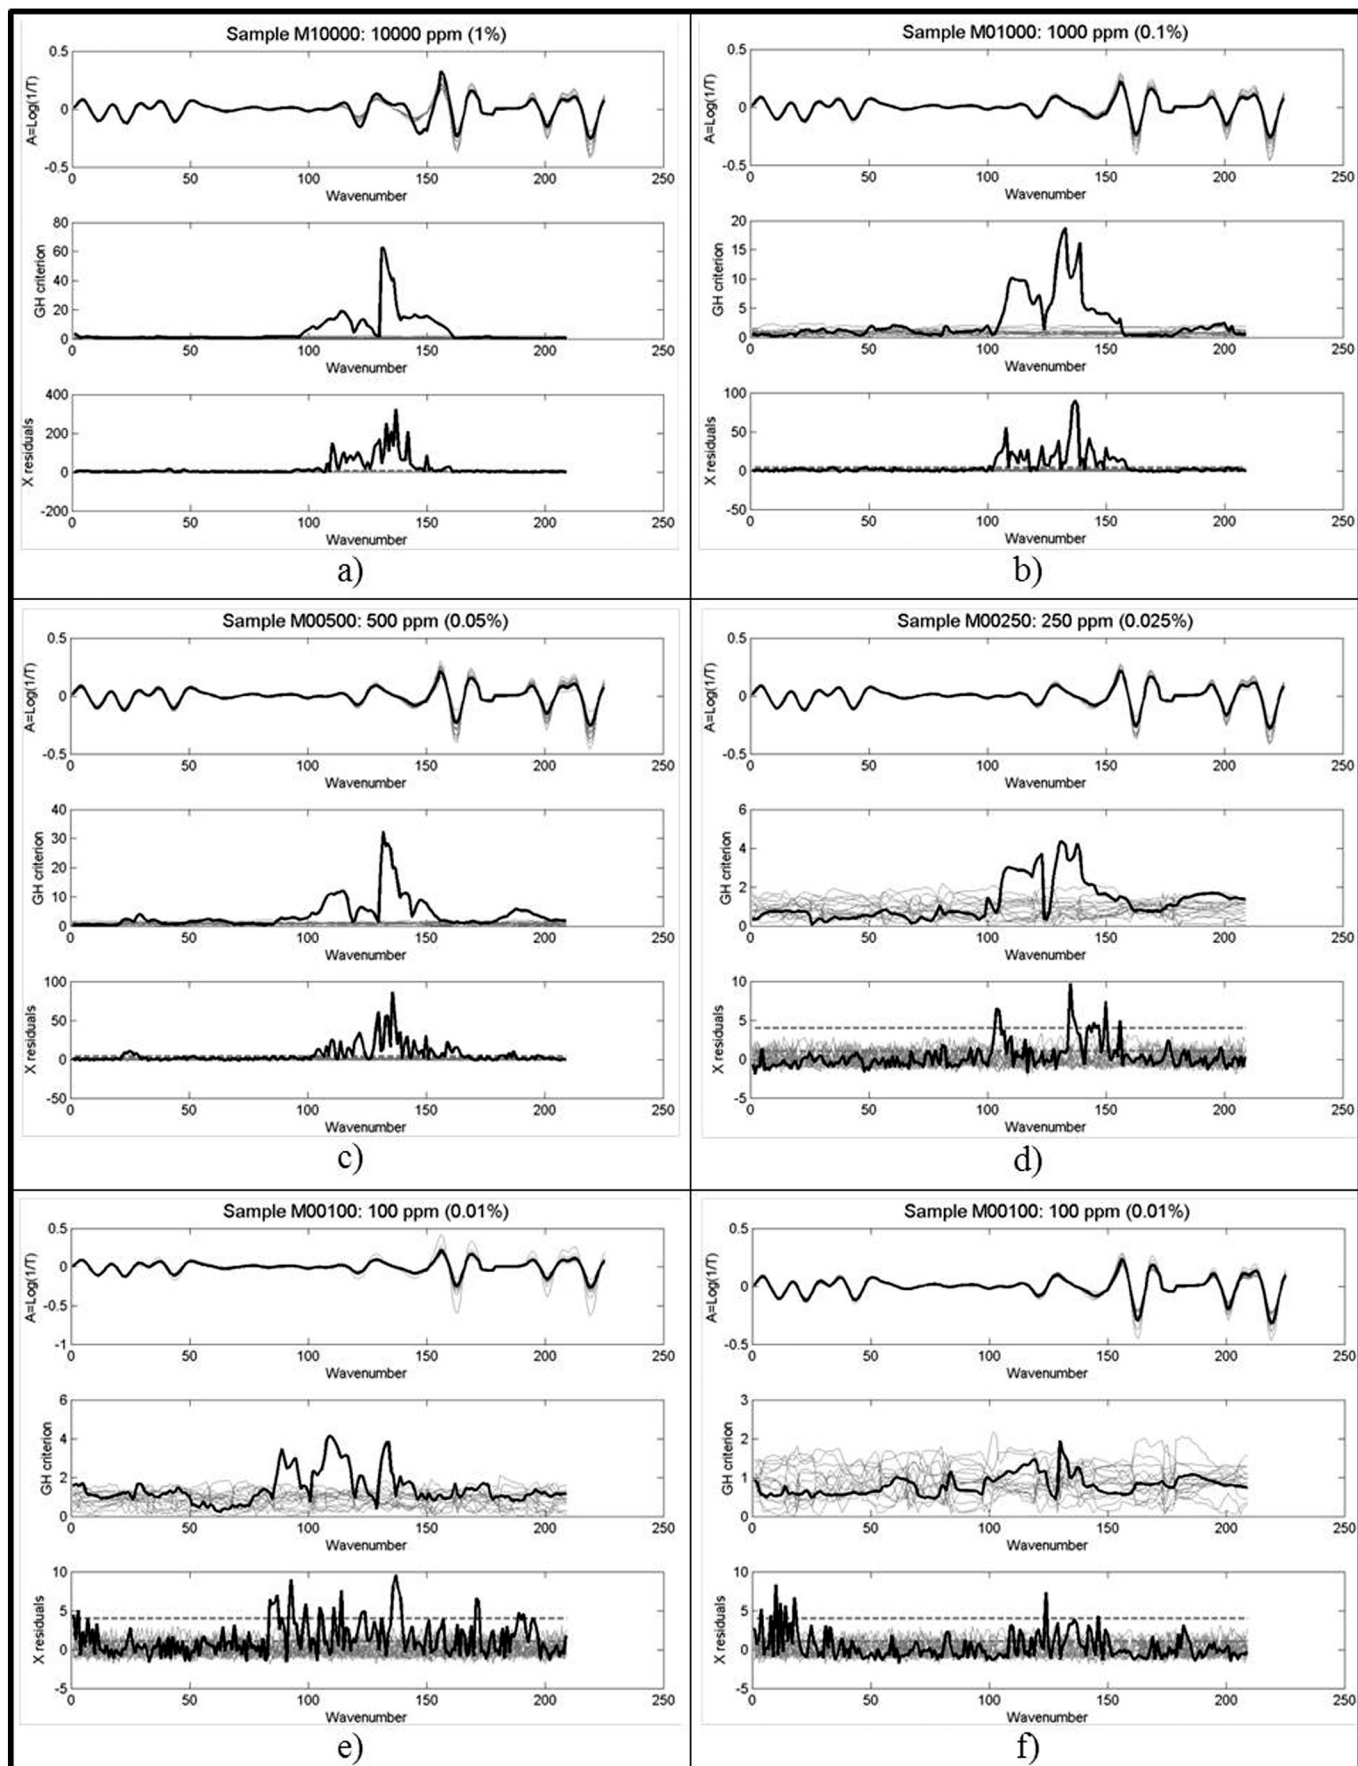 Sample M10000: 10000 ppm (1%)
A=Log(1/T)
0.5
0
-0.5
0 50 100 150 200 250
Wavenumber
GH criterion
80
60
40
20
0
0 50 100 150 200 250
Wavenumber
X residuals
400
200
0
-200
0 50 100 150 200 250
Wavenumber
a)
Sample M01000: 1000 ppm (0.1%)
A=Log(1/T)
0.5
0
-0.5
0 50 100 150 200 250
Wavenumber
GH criterion
20
15
10
5
0
0 50 100 150 200 250
Wavenumber
X residuals
100
50
0
-50
0 50 100 150 200 250
Wavenumber
b)
Sample M00500: 500 ppm (0.05%)
A=Log(1/T)
0.5
0
-0.5
0 50 100 150 200 250
Wavenumber
GH criterion
40
30
20
10
0
0 50 100 150 200 250
Wavenumber
X residuals
100
50
0
-50
0 50 100 150 200 250
Wavenumber
c)
Sample M00250: 250 ppm (0.025%)
A=Log(1/T)
0.5
0
-0.5
0 50 100 150 200 250
Wavenumber
GH criterion
6
4
2
0
0 50 100 150 200 250
Wavenumber
X residuals
10
5
0
-5
0 50 100 150 200 250
Wavenumber
d)
Sample M00100: 100 ppm (0.01%)
A=Log(1/T)
0.5
0
-0.5
-1
0 50 100 150 200 250
Wavenumber
GH criterion
6
4
2
0
0 50 100 150 200 250
Wavenumber
X residuals
10
5
0
-5
0 50 100 150 200 250
Wavenumber
e)
Sample M00100: 100 ppm (0.01%)
A=Log(1/T)
0.5
0
-0.5
0 50 100 150 200 250
Wavenumber
GH criterion
3
2
1
0
0 50 100 150 200 250
Wavenumber
X residuals
10
5
0
-5
0 50 100 150 200 250
Wavenumber
f)